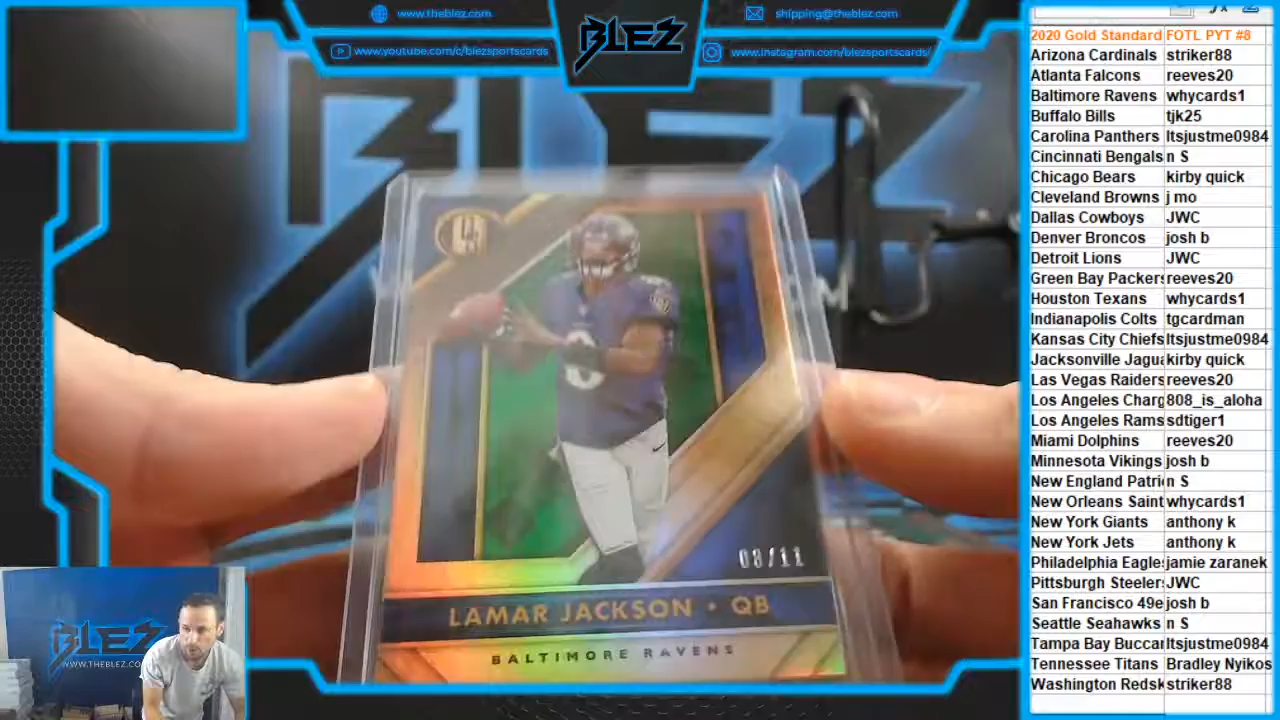 www.theblez.com
shipping@theblez.com
BLEZ
www.youtube.com/c/blezsportscards
www.instagram.com/blezsportscards/
BLEZ
8
08/11
LAMAR JACKSON • QB
BALTIMORE RAVENS
BLEZ
WWW.THEBLEZ.COM
2020 Gold Standard FOTL PYT #8
Arizona Cardinals striker88
Atlanta Falcons reeves20
Baltimore Ravens whycards1
Buffalo Bills tjk25
Carolina Panthers Itsjustme0984
Cincinnati Bengals n S
Chicago Bears kirby quick
Cleveland Browns j mo
Dallas Cowboys JWC
Denver Broncos josh b
Detroit Lions JWC
Green Bay Packers reeves20
Houston Texans whycards1
Indianapolis Colts tgcardman
Kansas City Chiefs Itsjustme0984
Jacksonville Jagua kirby quick
Las Vegas Raiders reeves20
Los Angeles Charg 808_is_aloha
Los Angeles Rams sdtiger1
Miami Dolphins reeves20
Minnesota Vikings josh b
New England Patri n S
New Orleans Saint whycards1
New York Giants anthony k
New York Jets anthony k
Philadelphia Eagle jamie zaranek
Pittsburgh Steeler JWC
San Francisco 49e josh b
Seattle Seahawks n S
Tampa Bay Buccar Itsjustme0984
Tennessee Titans Bradley Nyikos
Washington Redsk striker88